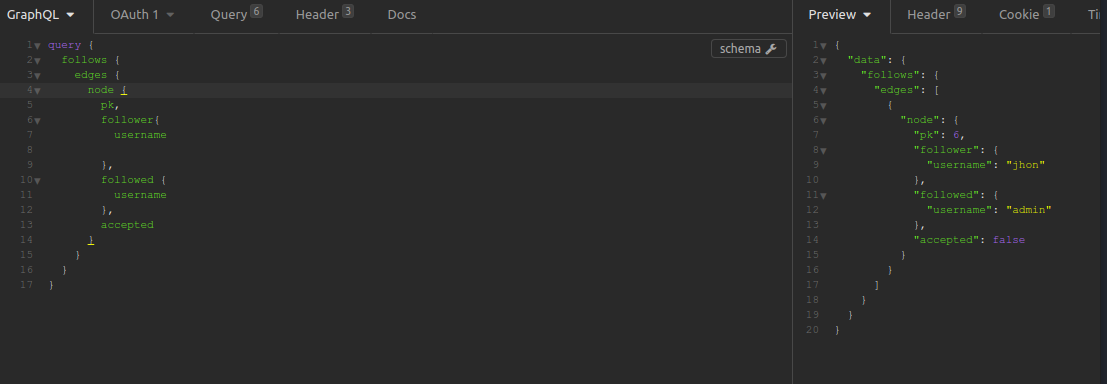 GraphQL OAuth 1 Query 6 Header 3 Docs
schema
1 query {
2 follows {
3 edges {
4 node {
5 pk,
6 follower{
7 username
8
9 },
10 followed {
11 username
12 },
13 accepted
14 }
15 }
16 }
17 }
Preview Header 9 Cookie 1
1 {
2 "data": {
3 "follows": {
4 "edges": [
5 {
6 "node": {
7 "pk": 6,
8 "follower": {
9 "username": "jhon"
10 },
11 "followed": {
12 "username": "admin"
13 },
14 "accepted": false
15 }
16 }
17 ]
18 }
19 }
20 }